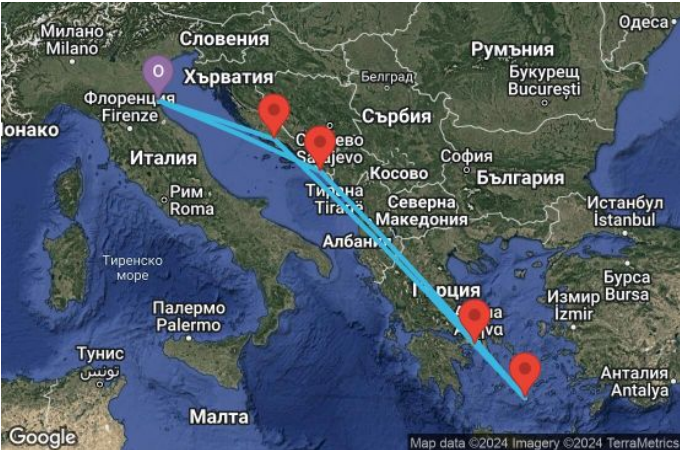 Одеса
Милано
Milano
Словения
Румъния
О
Хърватия
Белград
Букурещ
București
Флоренция
Firenze
Сърбия
Монако
Sarajevo
Италия
София
Косово
България
Рим
Roma
Тирана
Tiranë
Северна
Македония
Истанбул
İstanbul
Албания
Тиренско
море
Гърция
Бурса
Bursa
Измир
İzmir
Палермо
Palermo
Тунис
تونس
Анталия
Antalya
Малта
Google
Map data ©2024 Imagery ©2024 TerraMetrics